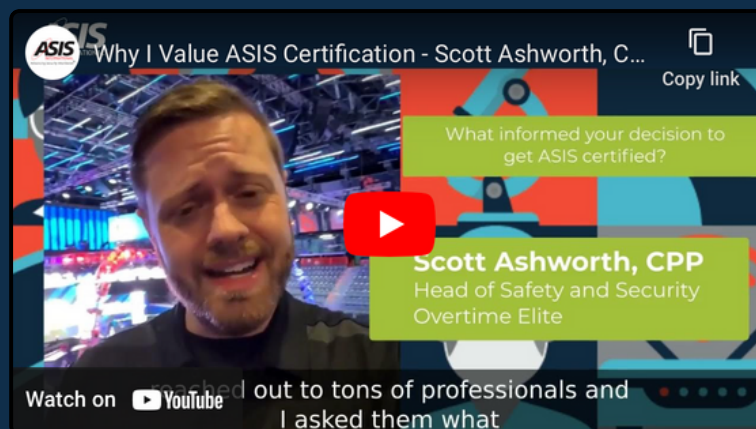 ASIS
Why I Value ASIS Certification - Scott Ashworth, C...
Copy link
What informed your decision to
get ASIS certified?
Scott Ashworth, CPP
Head of Safety and Security
Overtime Elite
reached out to tons of professionals and
I asked them what
Watch on YouTube